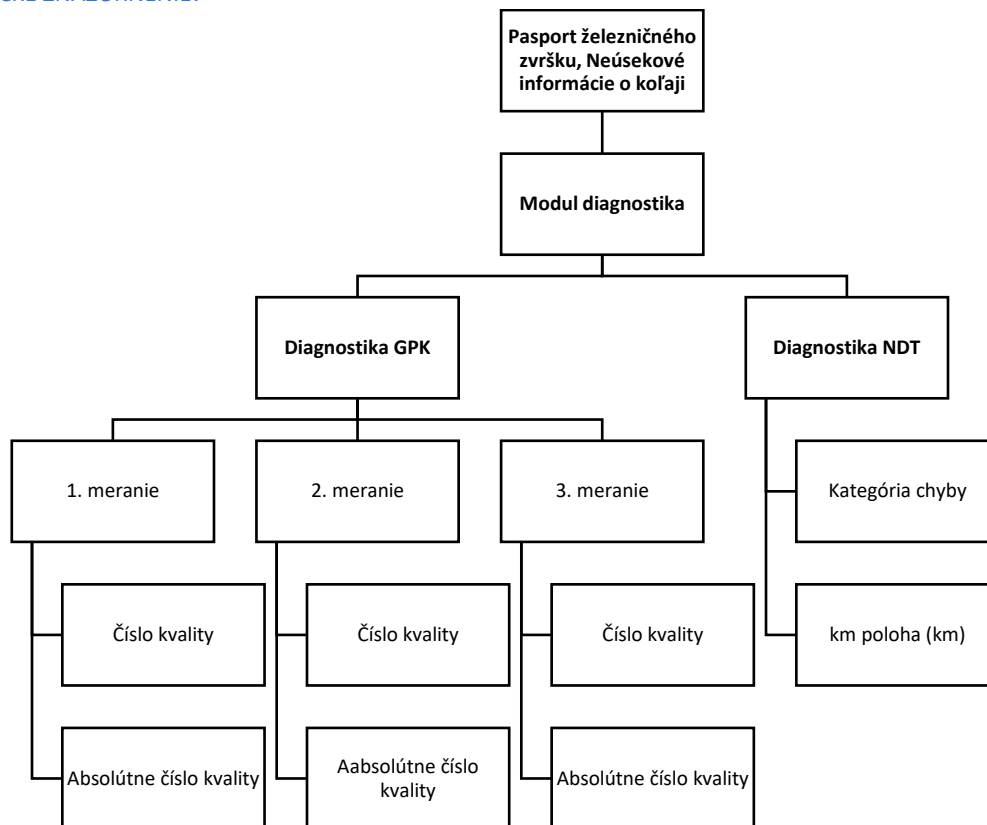 Pasport železničného
zvršku, Neúsekové
informácie o koľaji
Modul diagnostika
Diagnostika GPK
Diagnostika NDT
1. meranie
2. meranie
3. meranie
Kategória chyby
Číslo kvality
Číslo kvality
Číslo kvality
km poloha (km)
Absolútne číslo kvality
Aabsolútne číslo
kvality
Absolútne číslo kvality